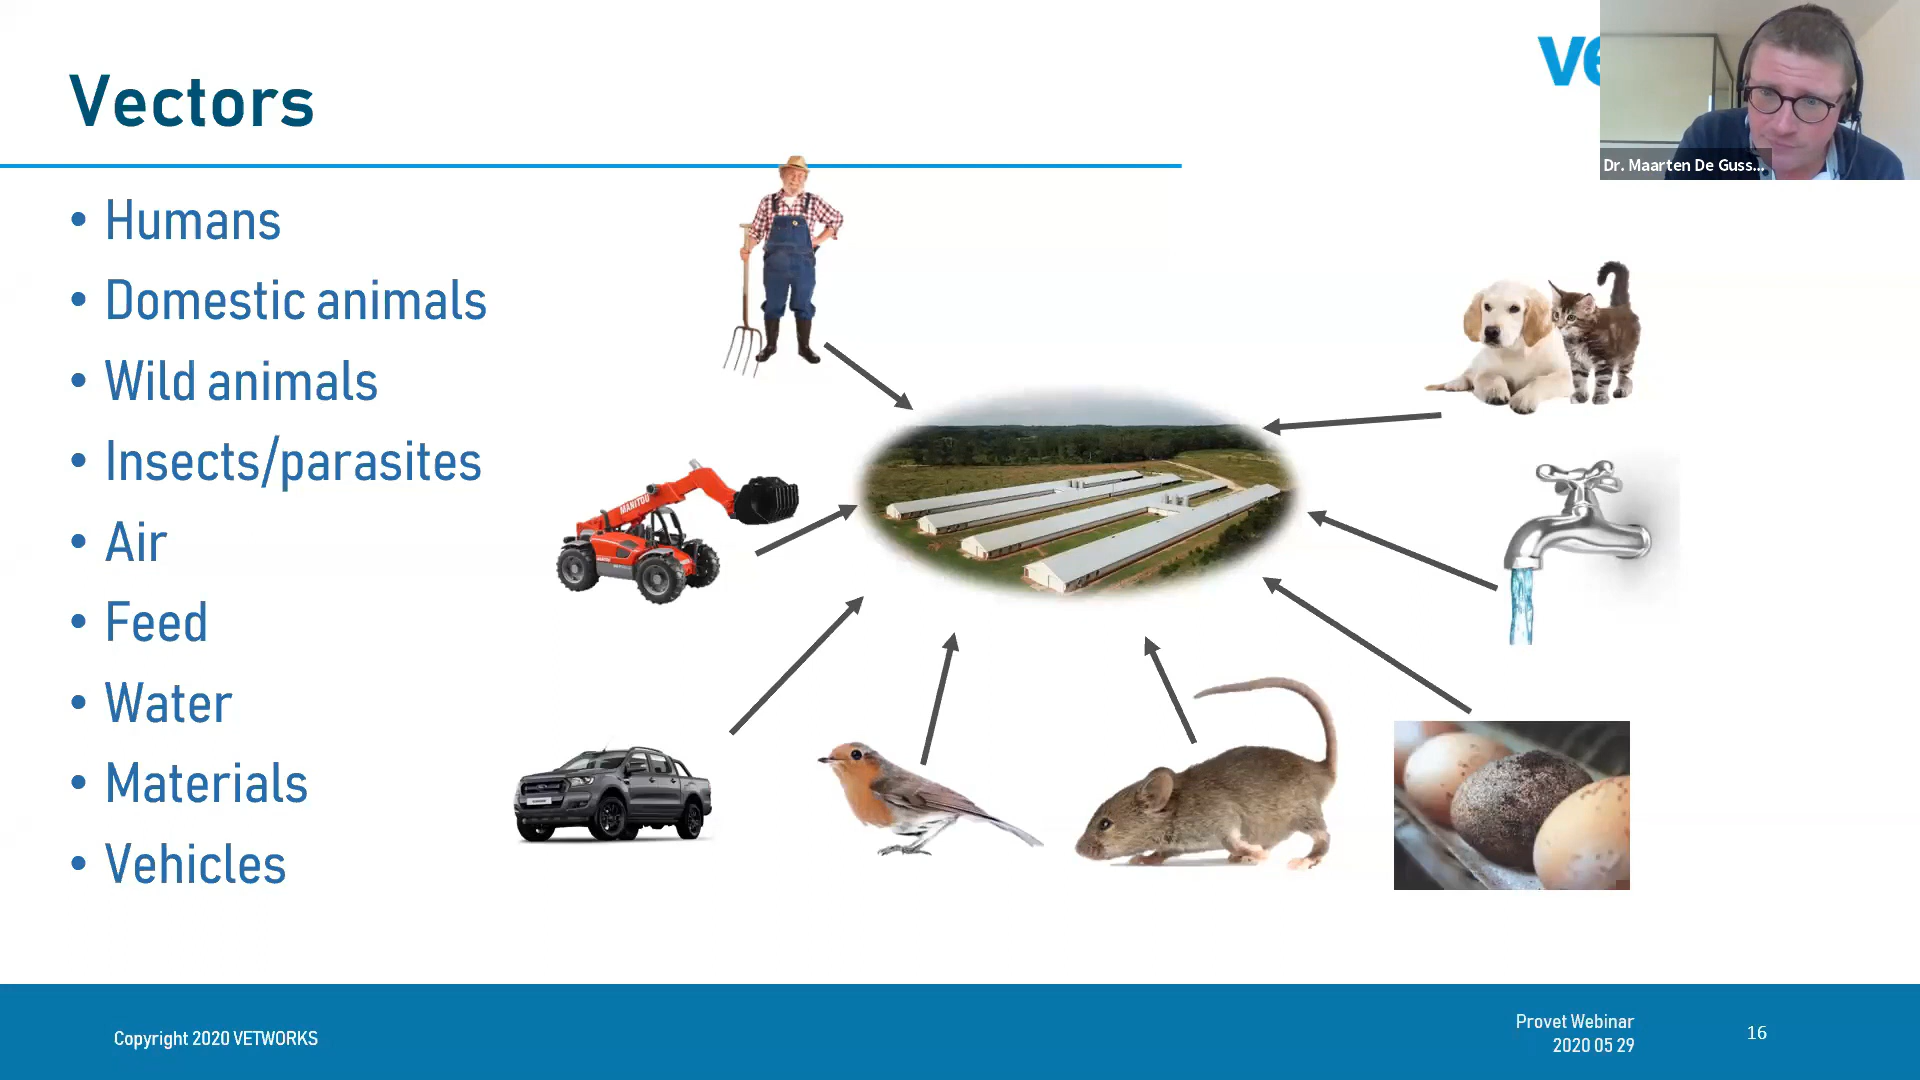 Vectors
Dr. Maarten De Guss...
• Humans
• Domestic animals
• Wild animals
• Insects/parasites
• Air
• Feed
• Water
• Materials
• Vehicles
MANITOU
Copyright 2020 VETWORKS
Provet Webinar
2020 05 29
16